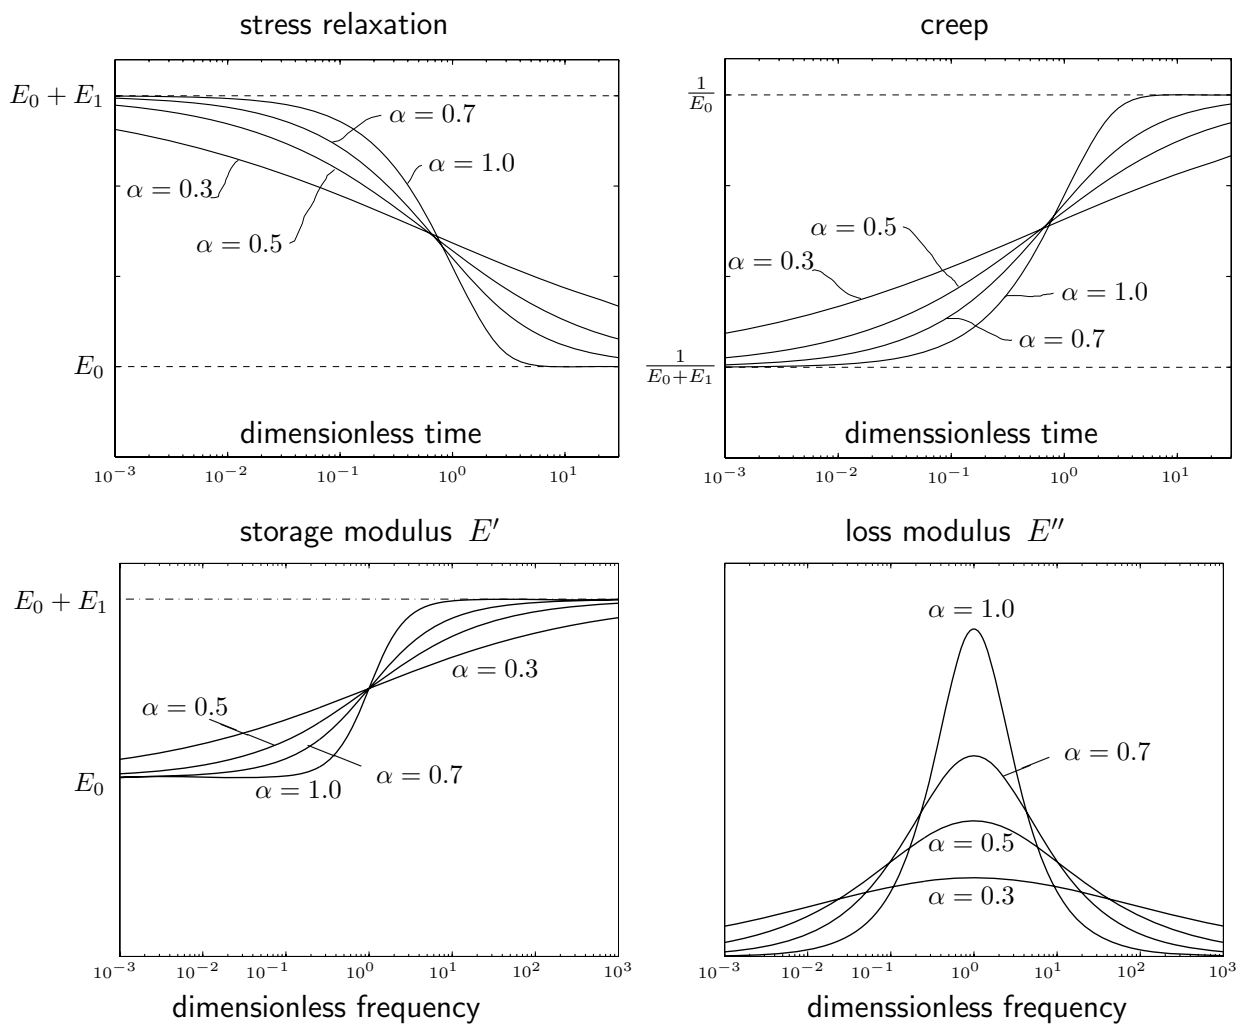 stress relaxation
creep
E₀ + E₁
α = 0.7
α = 1.0
α = 0.3
α = 0.5
E₀
dimensionless time
10⁻³ 10⁻² 10⁻¹ 10⁰ 10¹
1/E₀
α = 0.5
α = 0.3
α = 1.0
α = 0.7
1/(E₀+E₁)
dimenssionless time
10⁻³ 10⁻² 10⁻¹ 10⁰ 10¹
storage modulus E′
loss modulus E″
E₀ + E₁
α = 0.3
α = 0.5
α = 0.7
E₀
α = 1.0
10⁻³ 10⁻² 10⁻¹ 10⁰ 10¹ 10² 10³
dimensionless frequency
α = 1.0
α = 0.7
α = 0.5
α = 0.3
10⁻³ 10⁻² 10⁻¹ 10⁰ 10¹ 10² 10³
dimenssionless frequency